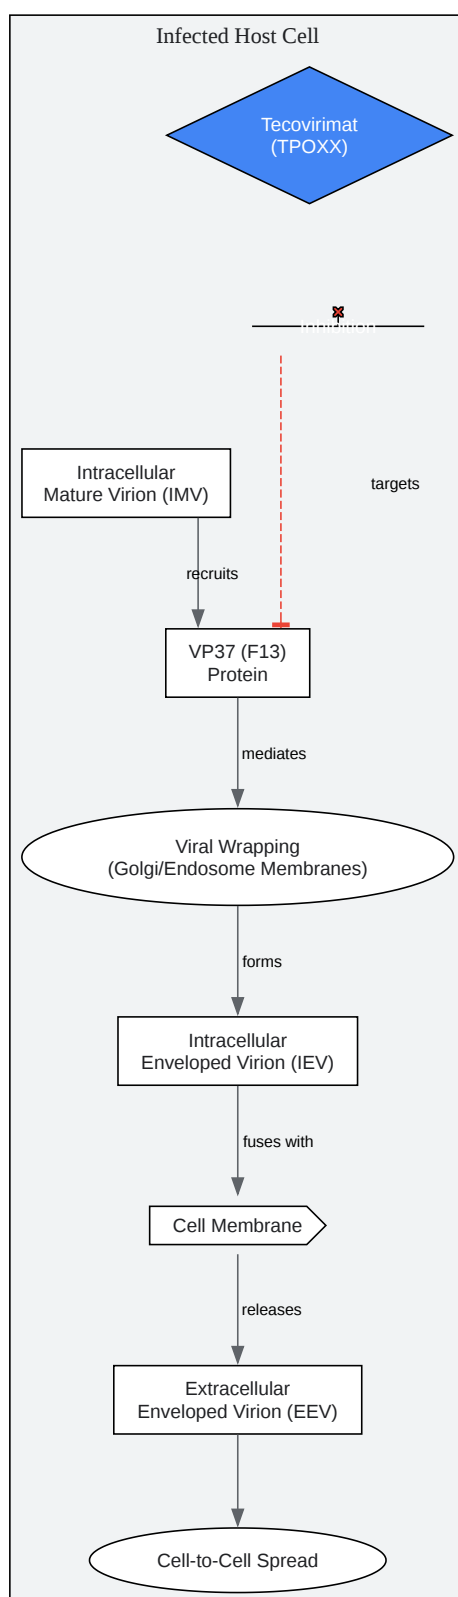 Infected Host Cell
Tecovirimat
(TPOXX)
Intracellular
Mature Virion (IMV)
targets
recruits
VP37 (F13)
Protein
mediates
Viral Wrapping
(Golgi/Endosome Membranes)
forms
Intracellular
Enveloped Virion (IEV)
fuses with
Cell Membrane
releases
Extracellular
Enveloped Virion (EEV)
Cell-to-Cell Spread